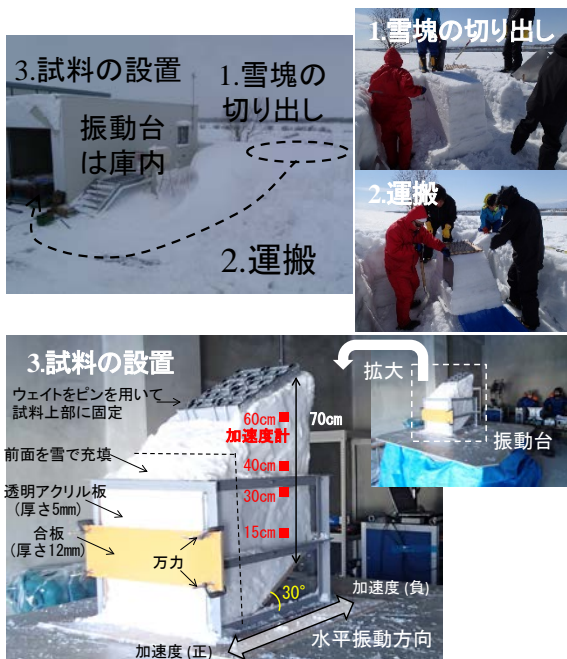 3.試料の設置
振動台
は庫内
1.雪塊の
切り出し
2.運搬
1.雪塊の切り出し
2.運搬
3.試料の設置
ウェイトをピンを用いて
試料上部に固定
前面を雪で充填
透明アクリル板
(厚さ5mm)
合板
(厚さ12mm)
万力
60cm
加速度計
40cm
30cm
15cm
70cm
30°
加速度 (負)
水平振動方向
加速度 (正)
拡大
振動台